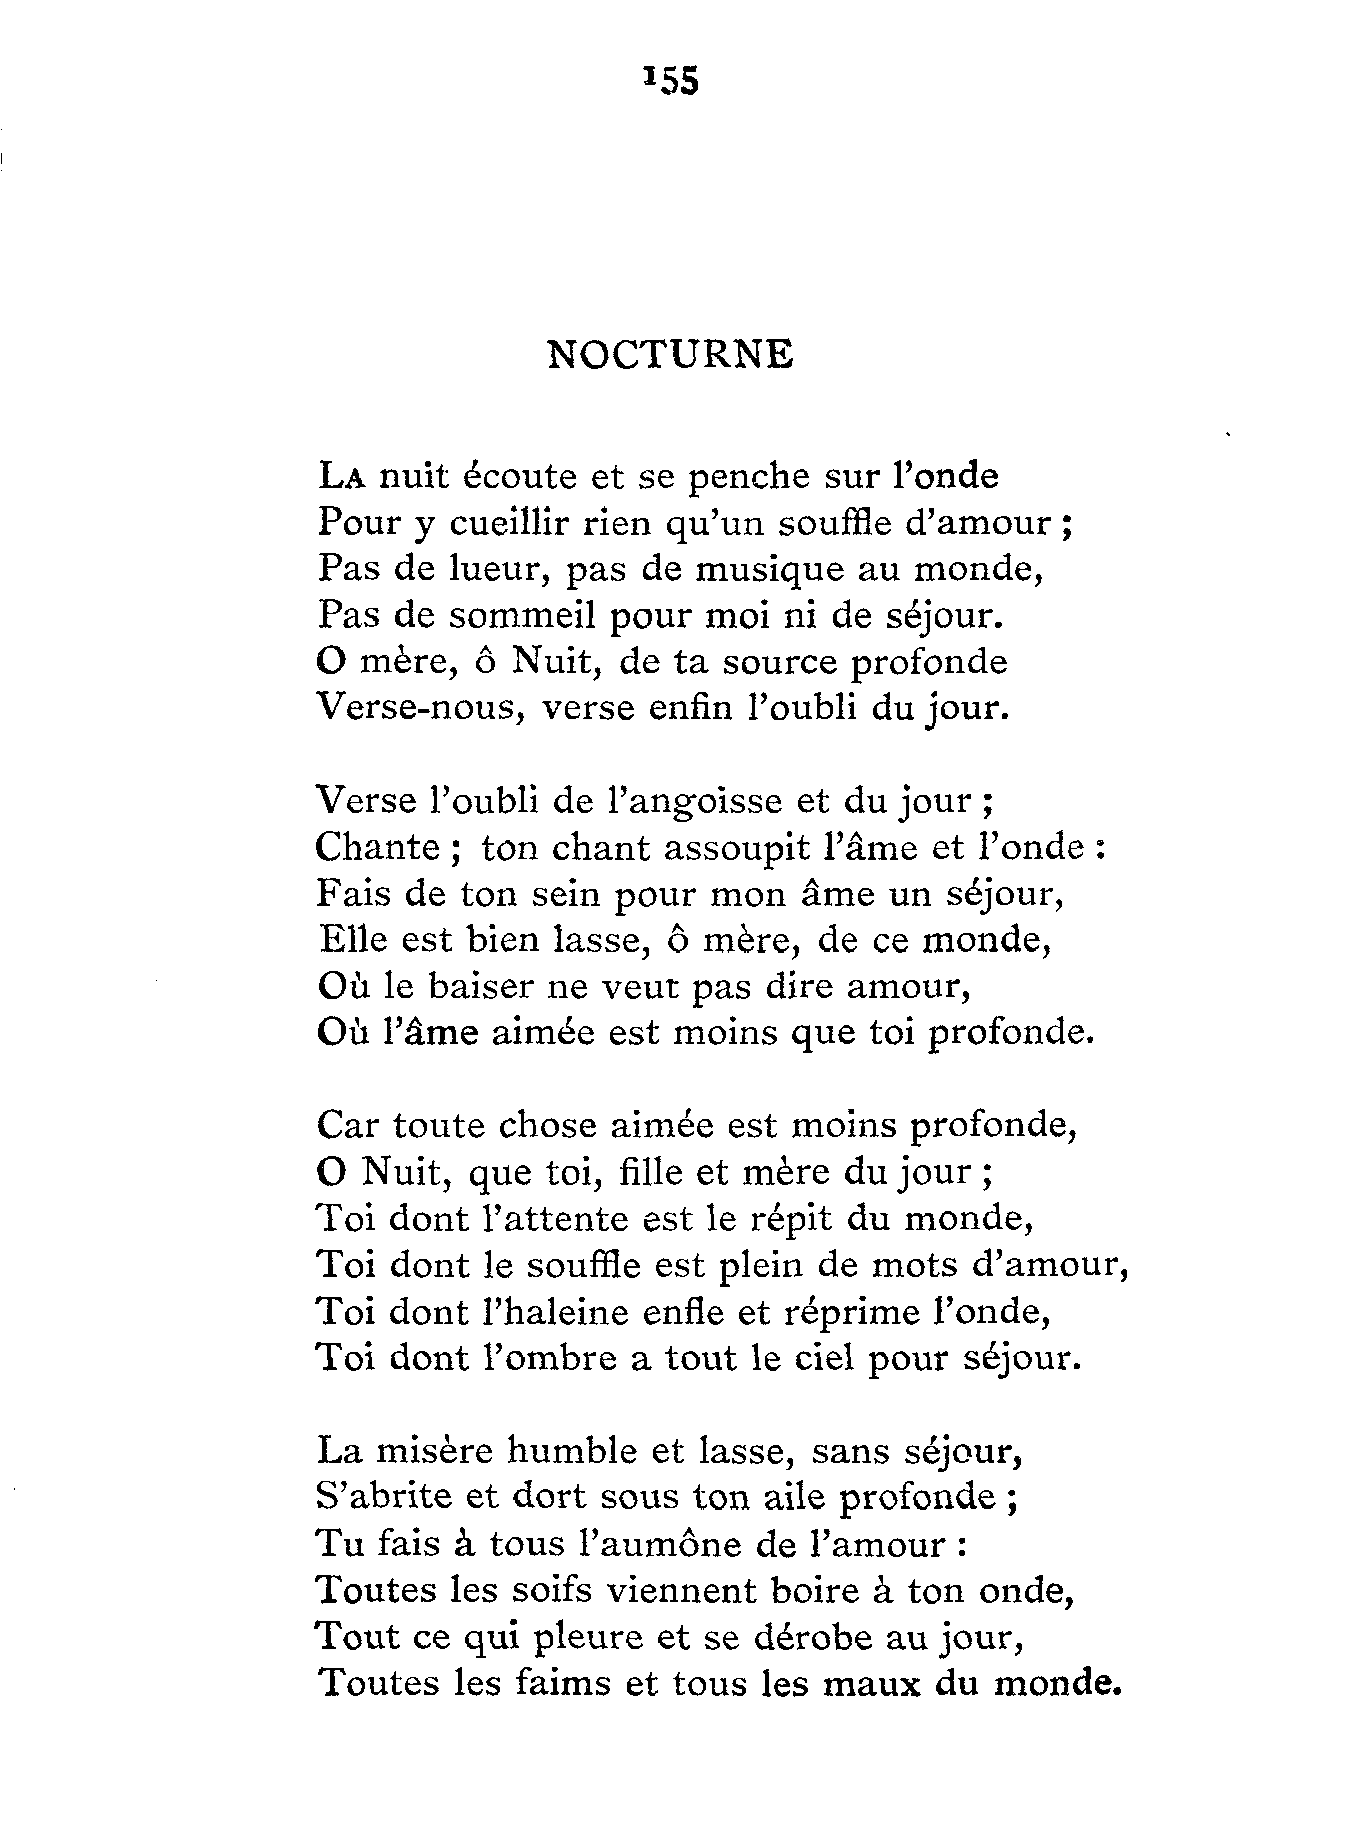 155
NOCTURNE
LA nuit écoute et se penche sur l'onde
Pour y cueillir rien qu'un souffle d'amour ;
Pas de lueur, pas de musique au monde,
Pas de sommeil pour moi ni de séjour.
O mère, ô Nuit, de ta source profonde
Verse-nous, verse enfin l'oubli du jour.
Verse l'oubli de l'angoisse et du jour ;
Chante ; ton chant assoupit l'âme et l'onde :
Fais de ton sein pour mon âme un séjour,
Elle est bien lasse, ô mère, de ce monde,
Où le baiser ne veut pas dire amour,
Où l'âme aimée est moins que toi profonde.
Car toute chose aimée est moins profonde,
O Nuit, que toi, fille et mère du jour ;
Toi dont l'attente est le répit du monde,
Toi dont le souffle est plein de mots d'amour,
Toi dont l'haleine enfle et réprime l'onde,
Toi dont l'ombre a tout le ciel pour séjour.
La misère humble et lasse, sans séjour,
S'abrite et dort sous ton aile profonde ;
Tu fais à tous l'aumône de l'amour :
Toutes les soifs viennent boire à ton onde,
Tout ce qui pleure et se dérobe au jour,
Toutes les faims et tous les maux du monde.